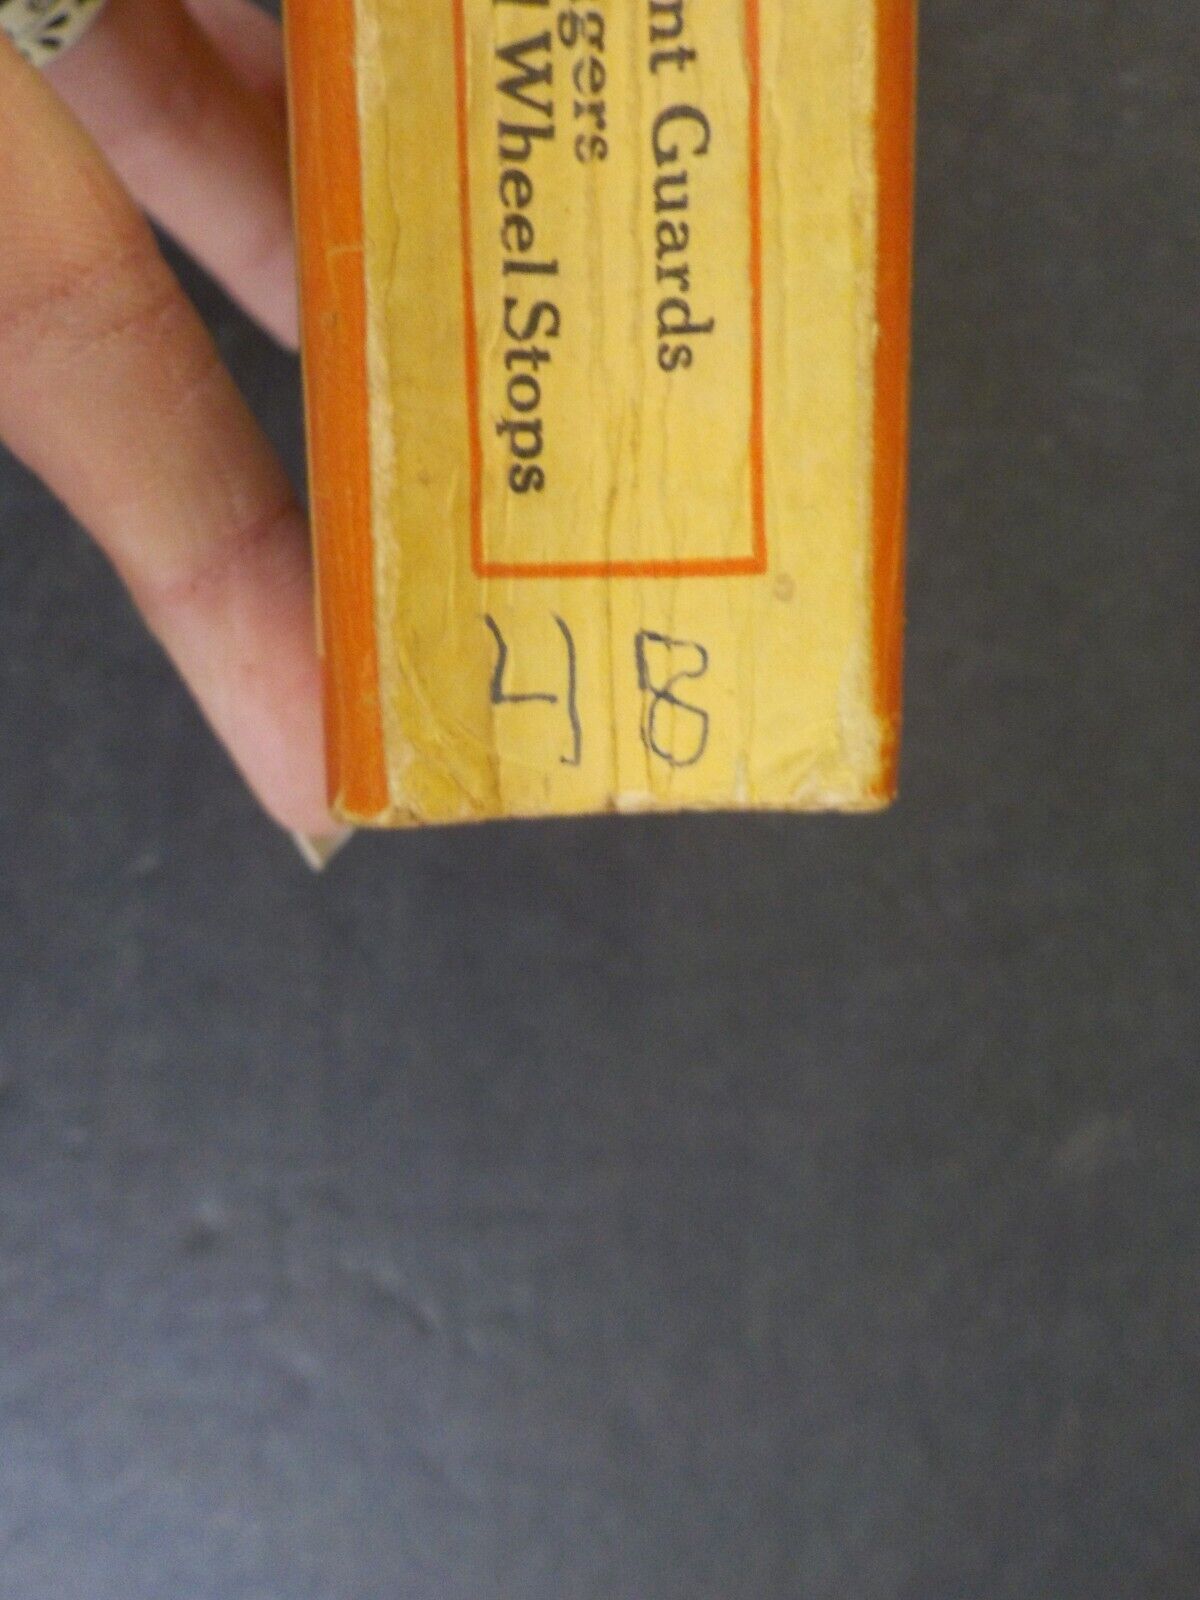 nt Guards
gers
d Wheel Stops